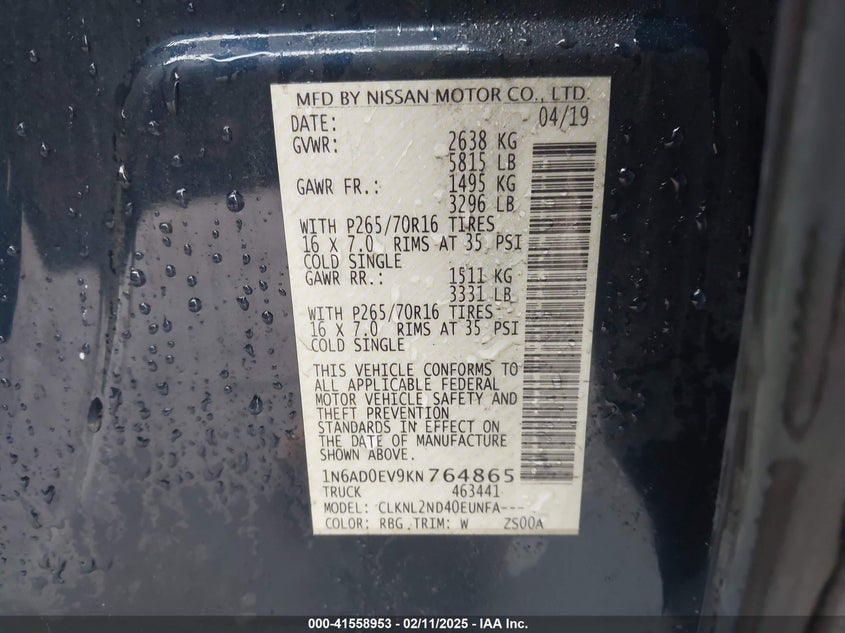 MFD BY NISSAN MOTOR CO., LTD.
DATE: 04/19
GVWR: 2638 KG
5815 LB
GAWR FR.: 1495 KG
3296 LB
WITH P265/70R16 TIRES
16 X 7.0 RIMS AT 35 PSI
COLD SINGLE
GAWR RR.: 1511 KG
3331 LB
WITH P265/70R16 TIRES
16 X 7.0 RIMS AT 35 PSI
COLD SINGLE
THIS VEHICLE CONFORMS TO
ALL APPLICABLE FEDERAL
MOTOR VEHICLE SAFETY AND
THEFT PREVENTION
STANDARDS IN EFFECT ON
THE DATE OF MANUFACTURE
SHOWN ABOVE.
1N6AD0EV9KN764865
TRUCK 463441
MODEL: CLKNL2ND40EUNFA---
COLOR: RBG TRIM: W ZS00A
000-41558953 - 02/11/2025 - IAA Inc.